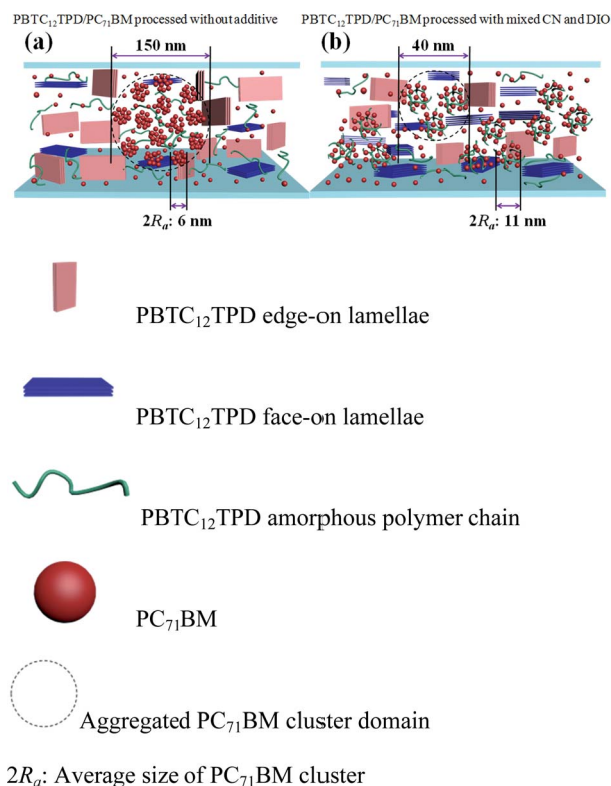 PBTC₁₂TPD/PC₇₁BM processed without additive
PBTC₁₂TPD/PC₇₁BM processed with mixed CN and DIO
(a)
150 nm
(b)
40 nm
2Rₐ: 6 nm
2Rₐ: 11 nm
PBTC₁₂TPD edge-on lamellae
PBTC₁₂TPD face-on lamellae
PBTC₁₂TPD amorphous polymer chain
PC₇₁BM
Aggregated PC₇₁BM cluster domain
2Rₐ: Average size of PC₇₁BM cluster